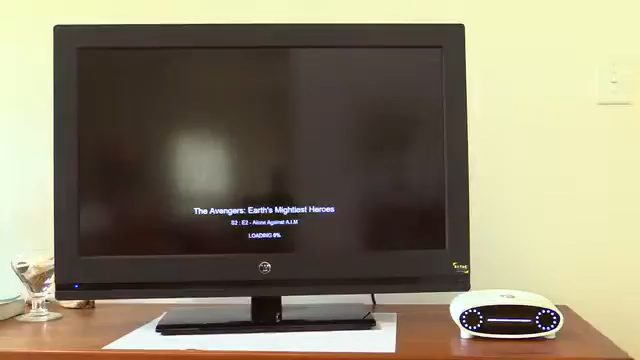 The Avengers: Earth's Mightiest Heroes
S2 : E2 - Alone Against A.I.M
LOADING 0%